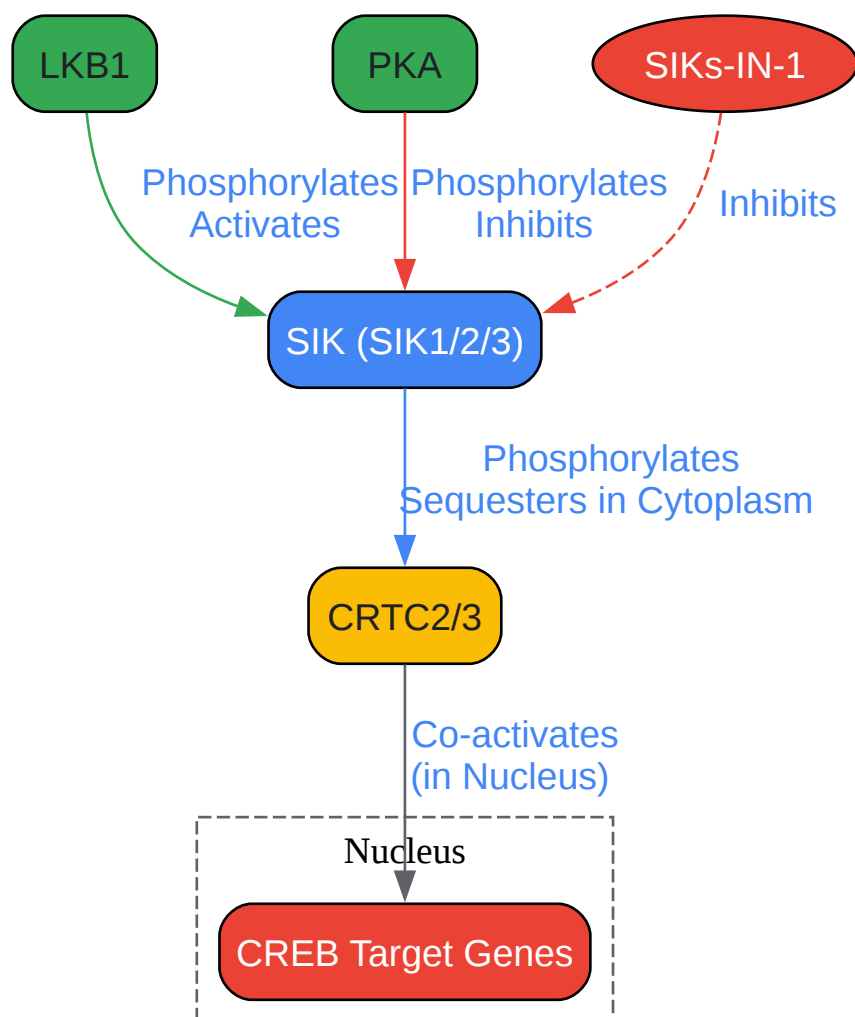 LKB1
PKA
SIKs-IN-1
Phosphorylates
Activates
Phosphorylates
Inhibits
Inhibits
SIK (SIK1/2/3)
Phosphorylates
Sequesters in Cytoplasm
CRTC2/3
Co-activates
(in Nucleus)
Nucleus
CREB Target Genes